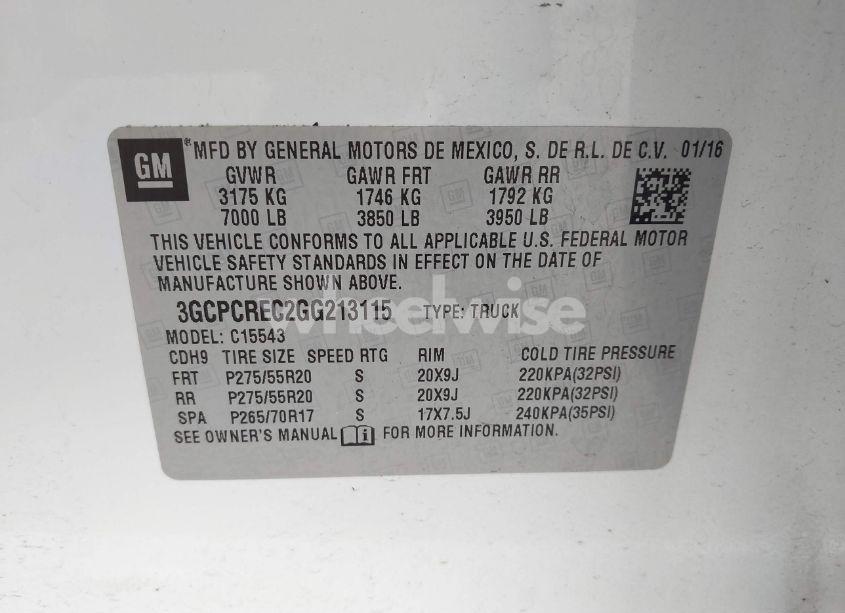 GM ® MFD BY GENERAL MOTORS DE MEXICO, S. DE R.L. DE C.V. 01/16
GVWR GAWR FRT GAWR RR
3175 KG 1746 KG 1792 KG
7000 LB 3850 LB 3950 LB
THIS VEHICLE CONFORMS TO ALL APPLICABLE U.S. FEDERAL MOTOR
VEHICLE SAFETY STANDARDS IN EFFECT ON THE DATE OF
MANUFACTURE SHOWN ABOVE.
3GCPCREC2GG213115 TYPE: TRUCK
wheelwise
MODEL: C15543
CDH9 TIRE SIZE SPEED RTG RIM COLD TIRE PRESSURE
FRT P275/55R20 S 20X9J 220KPA(32PSI)
RR P275/55R20 S 20X9J 220KPA(32PSI)
SPA P265/70R17 S 17X7.5J 240KPA(35PSI)
SEE OWNER'S MANUAL FOR MORE INFORMATION.